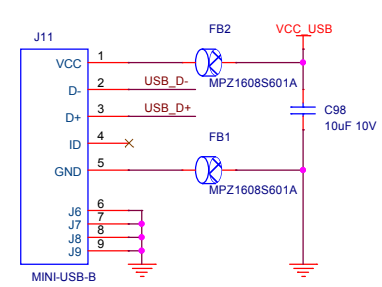 J11
FB2
VCC_USB
VCC 1
MPZ1608S601A
D- 2 USB_D-
D+ 3 USB_D+
C98
10uF 10V
ID 4
FB1
GND 5
MPZ1608S601A
J6 6
J7 7
J8 8
J9 9
MINI-USB-B